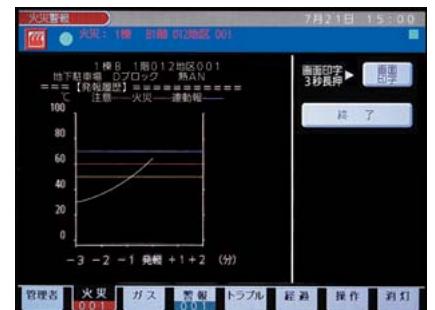 火災警報
7月21日 15:00
火災: 1棟 B1階 012地区 001
1棟B 1階012地区001
地下駐車場 Dブロック 熱AN
===【発報履歴】===========
℃ 注意── 火災── 連動報──
100
80
60
40
20
0
-3 -2 -1 発報 +1 +2 (分)
画面印字 3秒長押 ▶
画面印字
終 了
管理者 火災 ガス 警報 トラブル 経過 操作 消灯
001 001